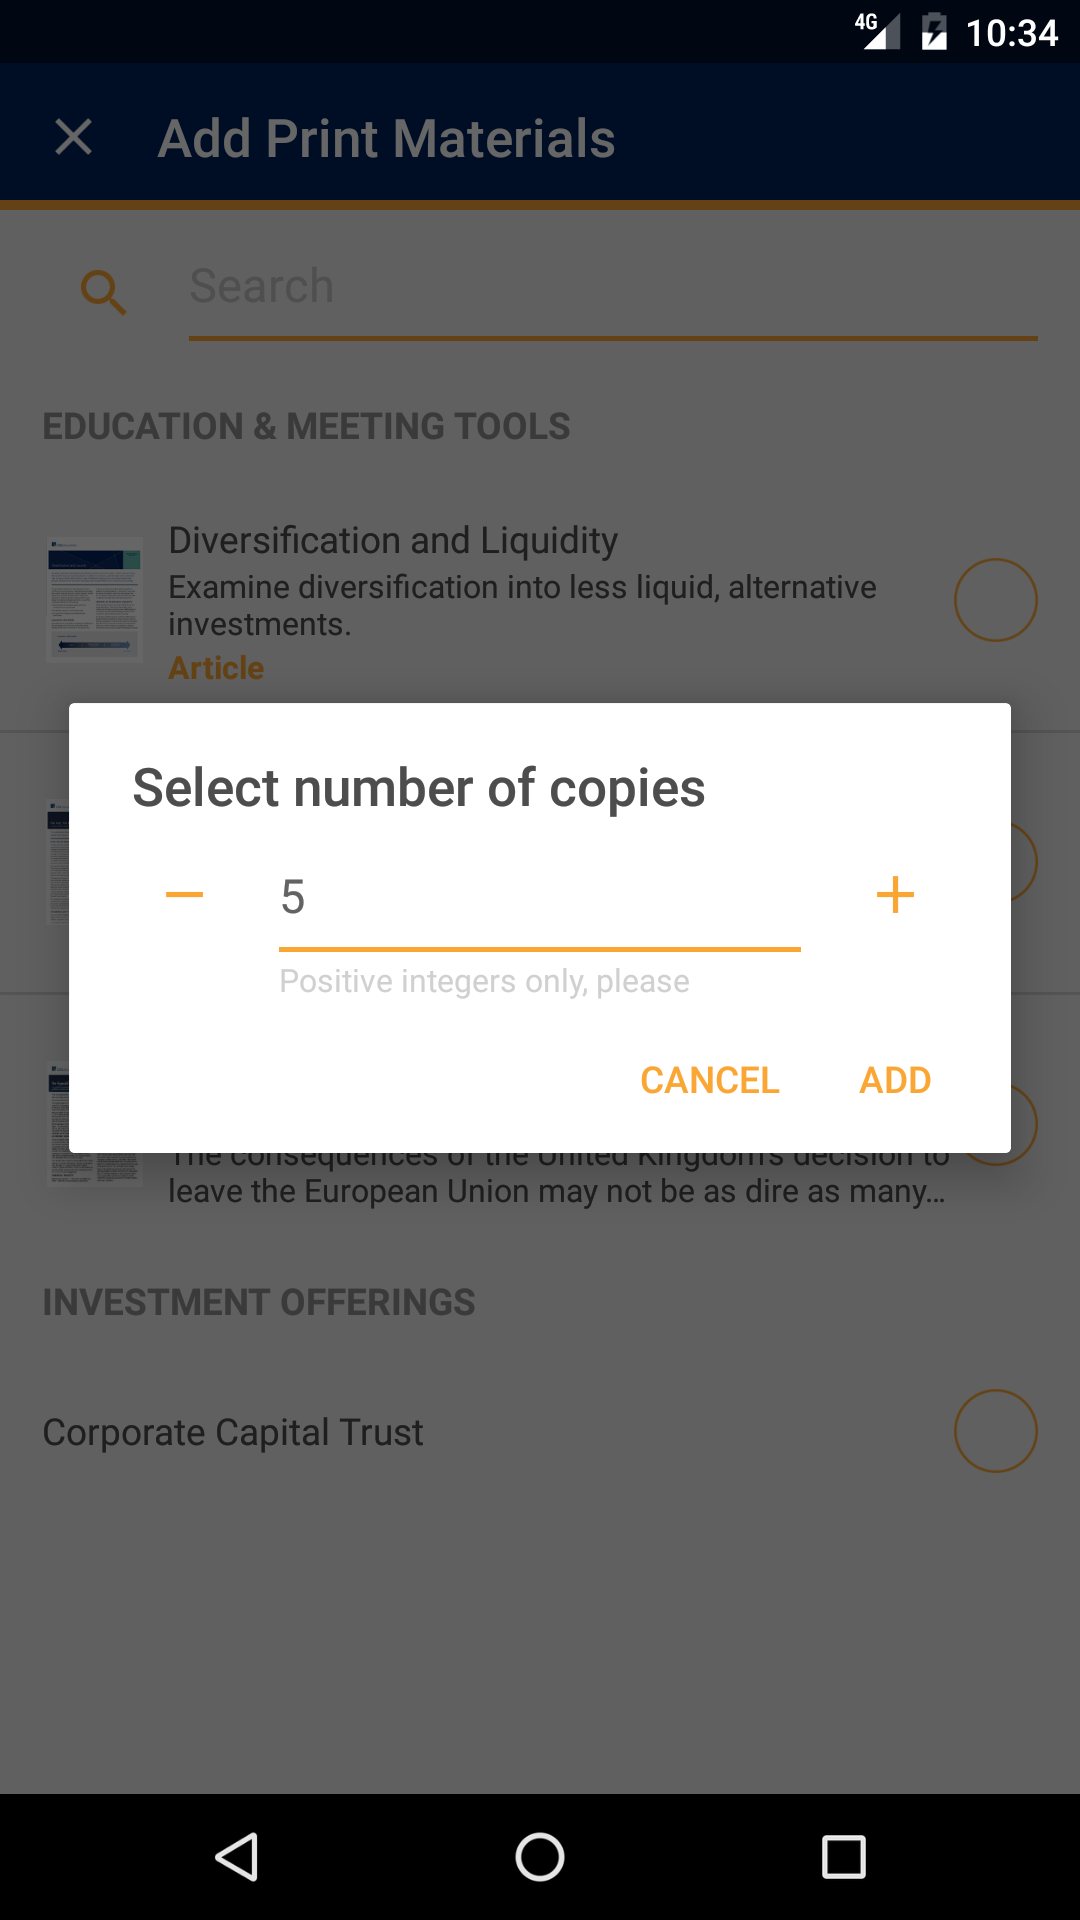 4G 10:34
Add Print Materials
Search
EDUCATION & MEETING TOOLS
Diversification and Liquidity
Examine diversification into less liquid, alternative
investments.
Article
Select number of copies
5
Positive integers only, please
CANCEL ADD
The consequences of the United Kingdom's decision to
leave the European Union may not be as dire as many...
INVESTMENT OFFERINGS
Corporate Capital Trust